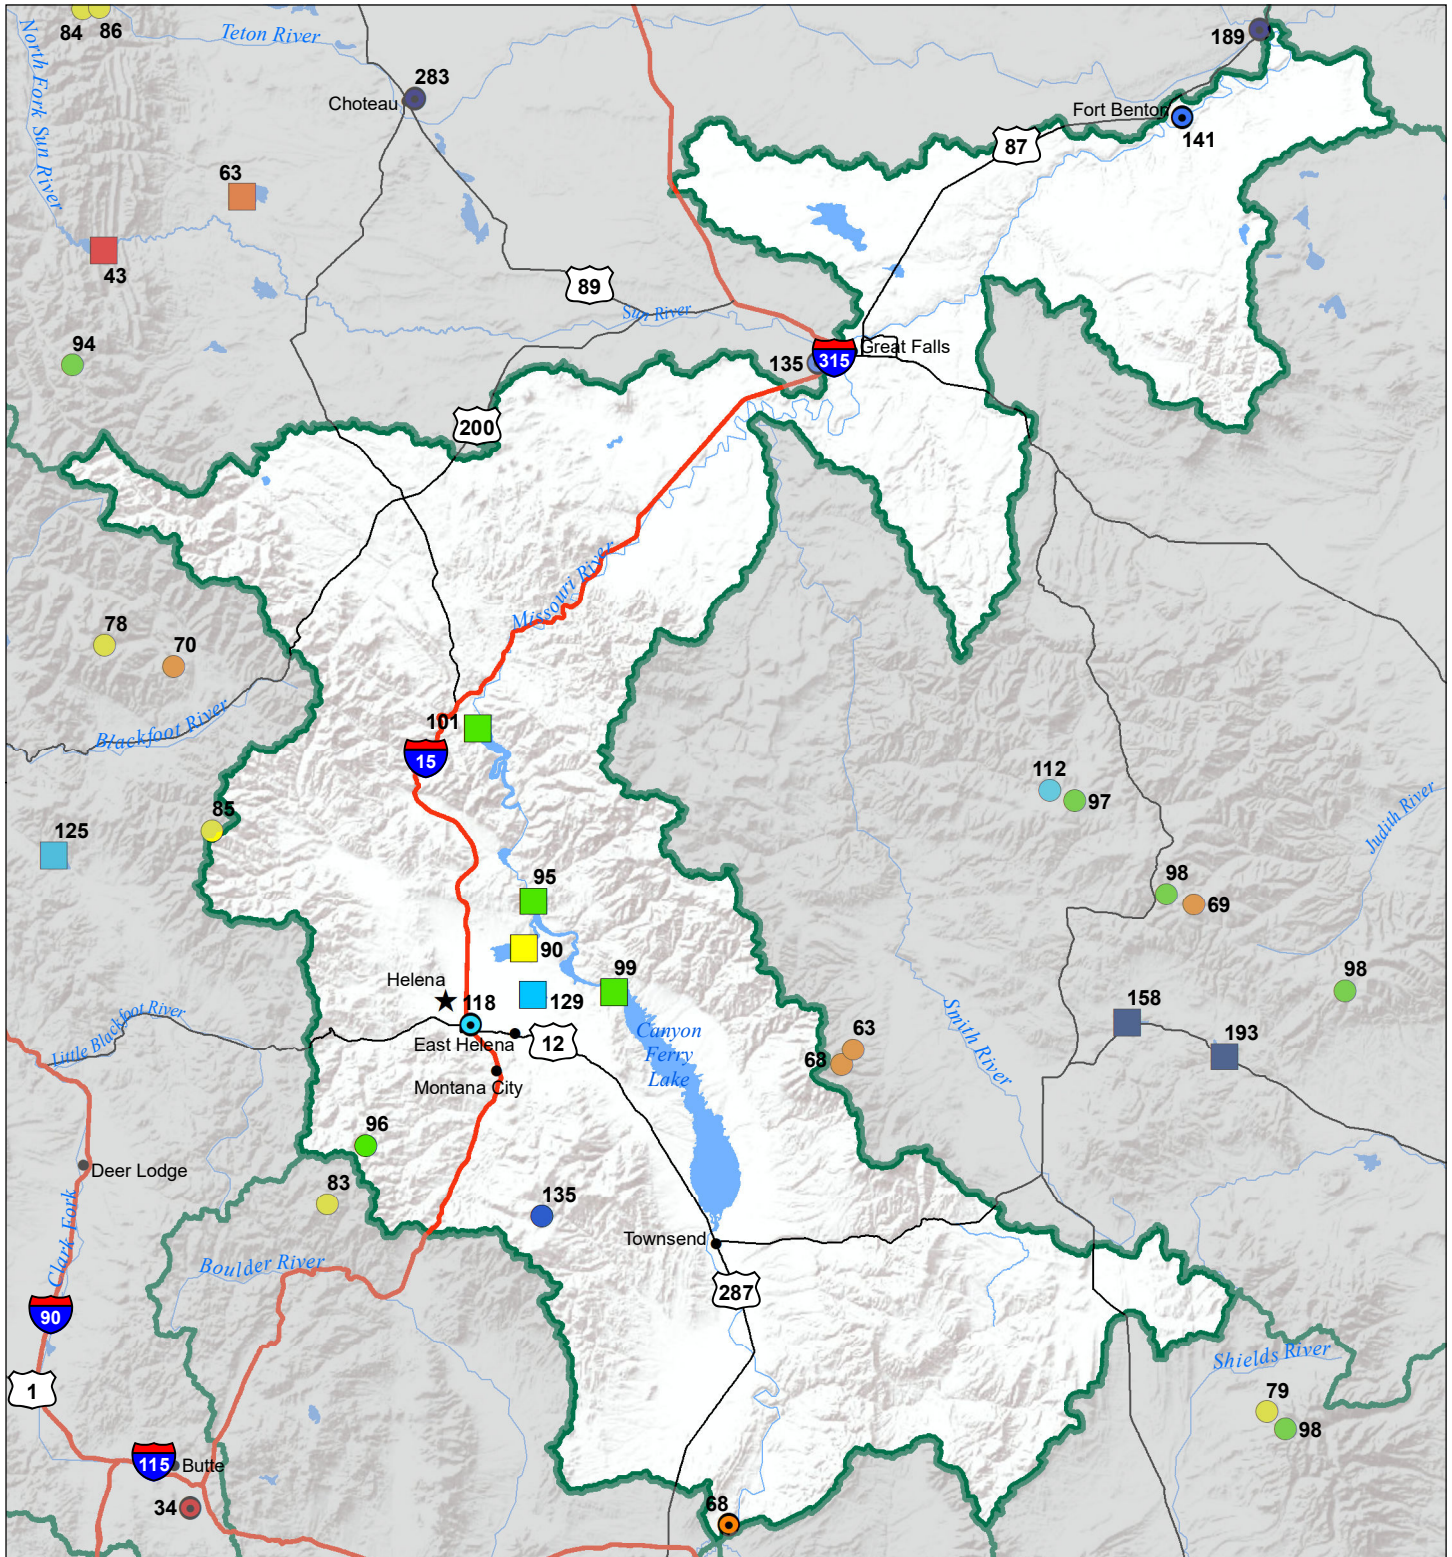 84
86
Teton River
North Fork Sun River
283
Choteau
189
Fort Benton
141
87
63
43
89
Sun River
94
135
315
Great Falls
200
Missouri River
78
70
Blackfoot River
101
15
112
97
85
125
Judith River
95
98
69
90
99
98
Helena
118
129
158
Little Blackfoot River
East Helena
12
Canyon
Ferry
Lake
Smith River
63
68
193
Montana City
96
Deer Lodge
83
135
Clark Fork
Townsend
Boulder River
287
90
Shields River
1
79
98
115
Butte
34
68